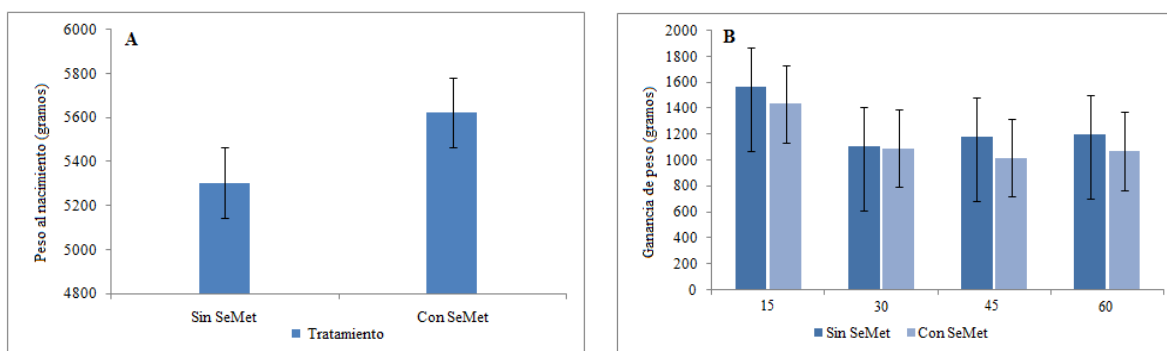 A
Peso al nacimiento (gramos)
6000
5800
5600
5400
5200
5000
4800
Sin SeMet
Con SeMet
Tratamiento
B
Ganancia de peso (gramos)
2000
1800
1600
1400
1200
1000
800
600
400
200
0
15
30
45
60
Sin SeMet
Con SeMet